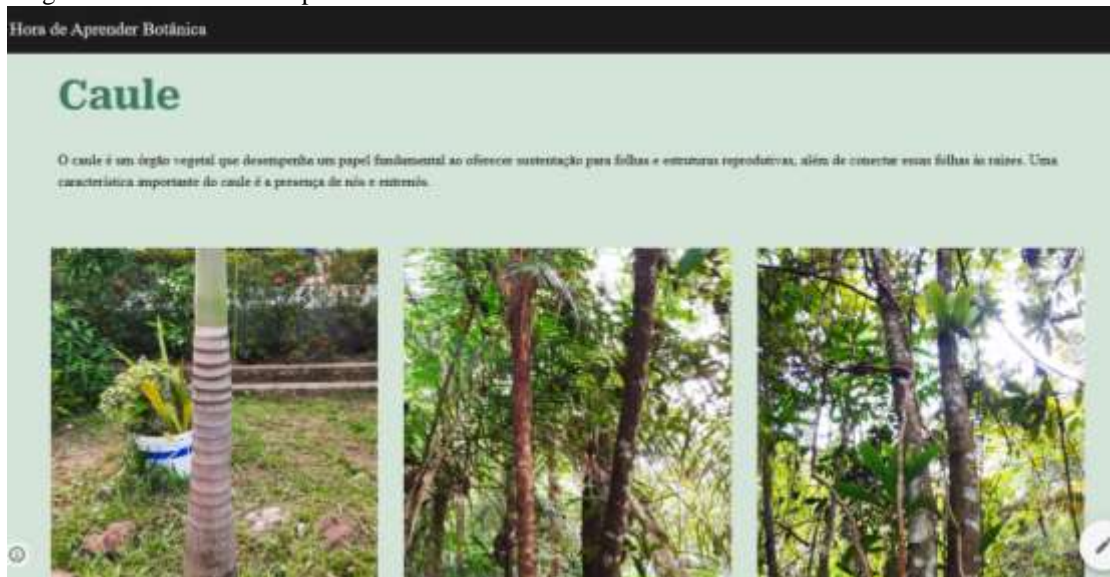 Hora de Aprender Botânica
Caule
O caule é um órgão vegetal que desempenha um papel fundamental ao oferecer sustentação para folhas e estruturas reprodutivas, além de conectar essas folhas às raízes. Uma
característica importante do caule é a presença de nós e entrenós.